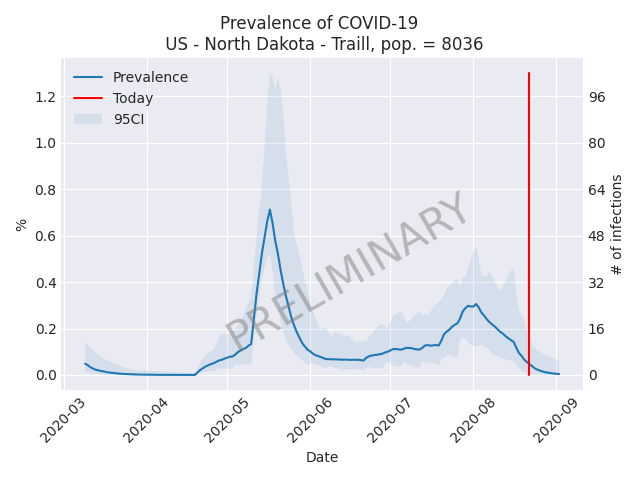 Prevalence of COVID-19
US - North Dakota - Traill, pop. = 8036
Prevalence
Today
95CI
1.2
1.0
0.8
0.6
0.4
0.2
0.0
%
96
80
64
48
32
16
0
# of infections
PRELIMINARY
2020-03
2020-04
2020-05
2020-06
2020-07
2020-08
2020-09
Date